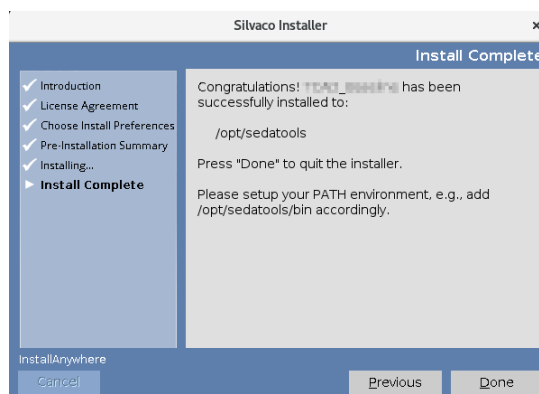 Silvaco Installer
Install Complete
Introduction
License Agreement
Choose Install Preferences
Pre-Installation Summary
Installing...
Install Complete
Congratulations! has been
successfully installed to:
/opt/sedatools
Press "Done" to quit the installer.
Please setup your PATH environment, e.g., add
/opt/sedatools/bin accordingly.
InstallAnywhere
Cancel
Previous
Done